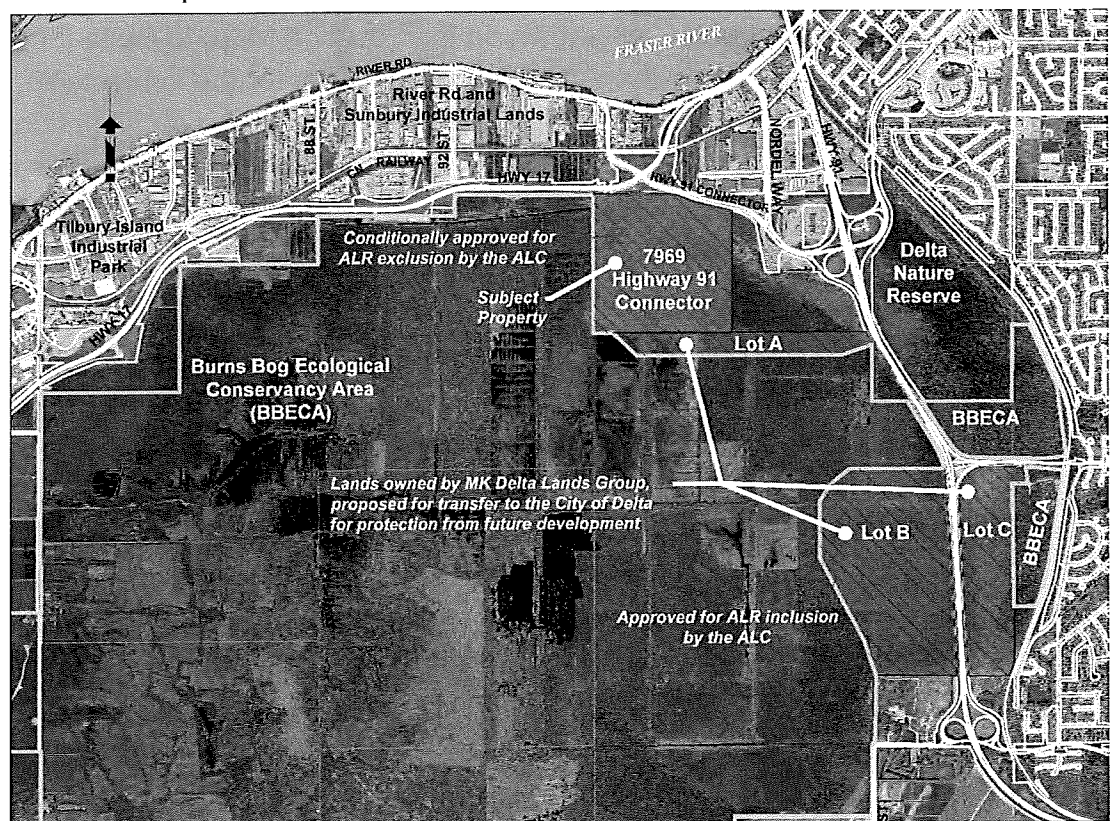 FRASER RIVER
RIVER RD
River Rd and
Sunbury Industrial Lands
88 ST
92 ST
CN RAILWAY
HWY 17
NORDEL WAY
HWY 91
HWY 91 CONNECTOR
Tilbury Island
Industrial
Park
HWY 17
Conditionally approved for
ALR exclusion by the ALC
7969
Highway 91
Connector
Subject
Property
Delta
Nature
Reserve
Lot A
Burns Bog Ecological
Conservancy Area
(BBECA)
BBECA
Lands owned by MK Delta Lands Group,
proposed for transfer to the City of Delta
for protection from future development
Lot B
Lot C
BBECA
Approved for ALR inclusion
by the ALC